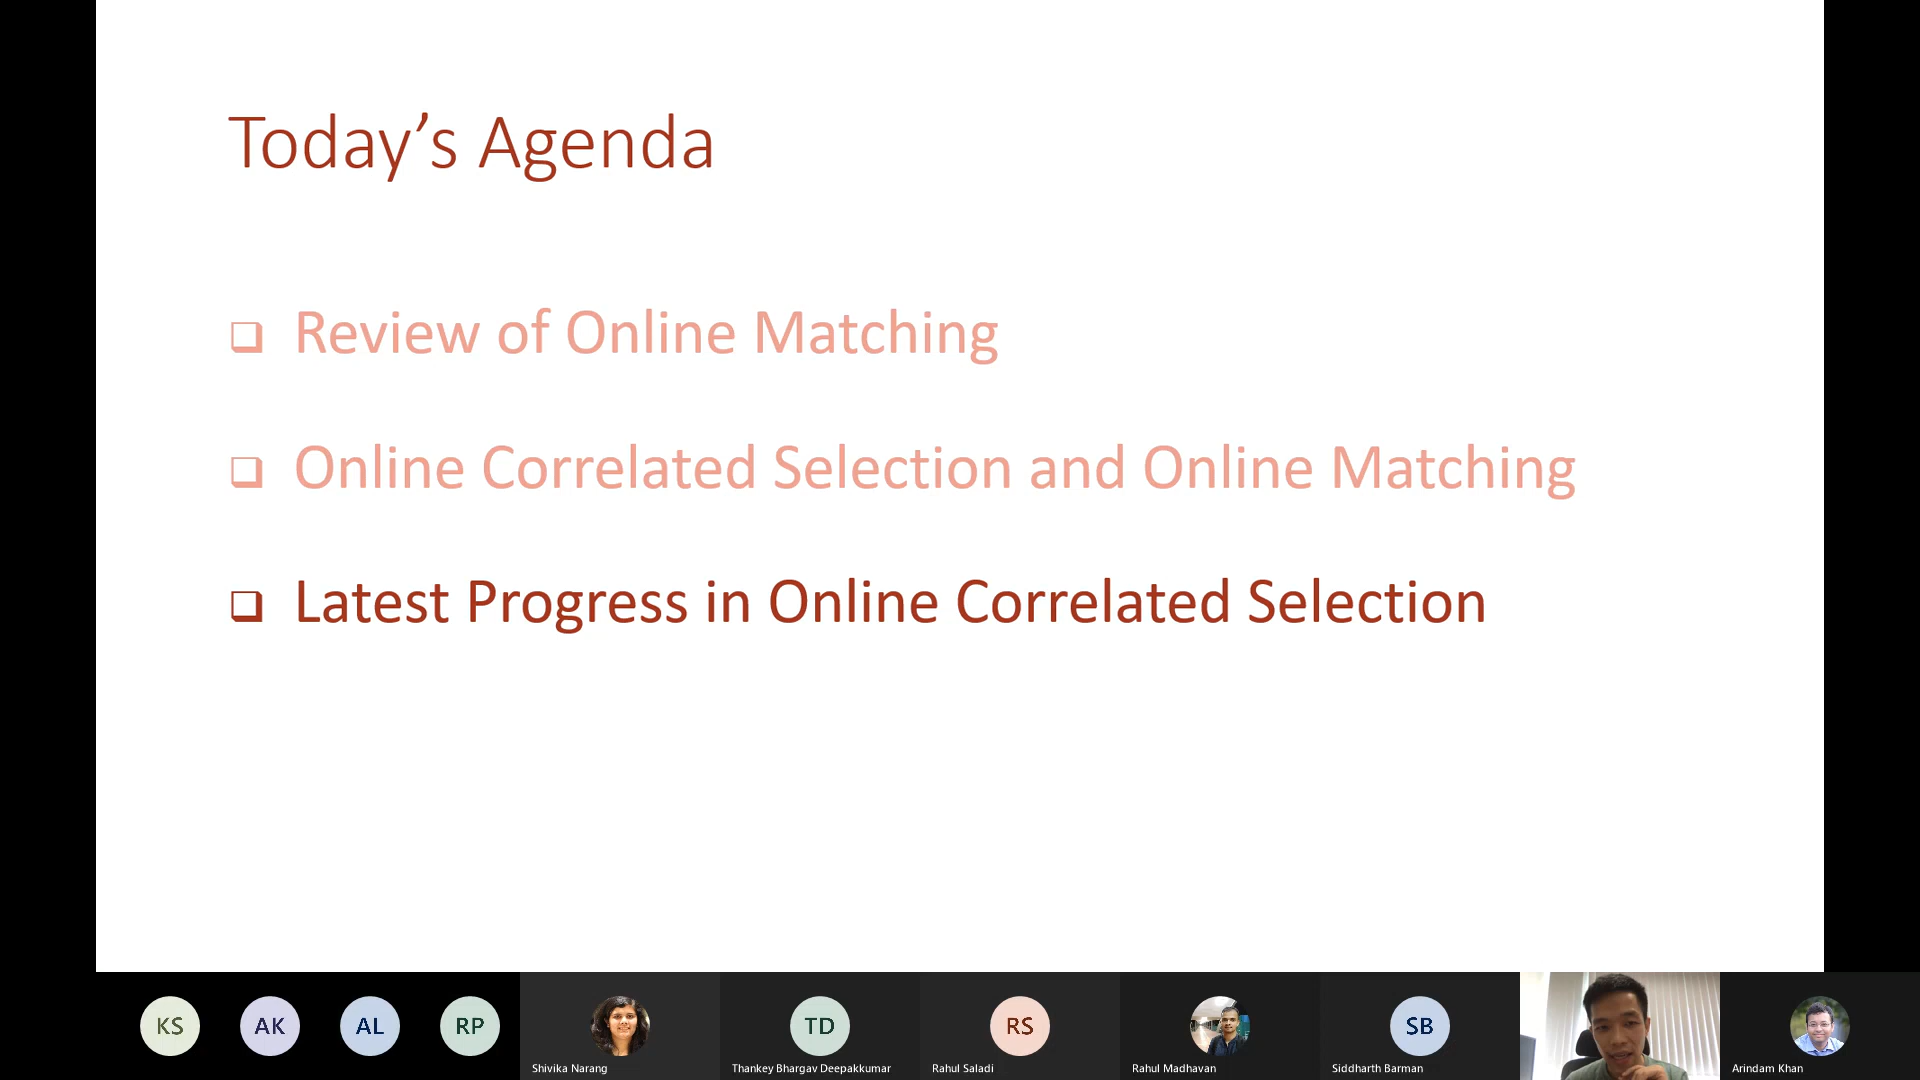 Today's Agenda
❑ Review of Online Matching
❑ Online Correlated Selection and Online Matching
❑ Latest Progress in Online Correlated Selection
KS AK AL RP TD RS SB
Shivika Narang Thankey Bhargav Deepakkumar Rahul Saladi Rahul Madhavan Siddharth Barman Arindam Khan